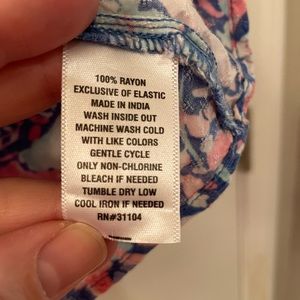 100% RAYON
EXCLUSIVE OF ELASTIC
MADE IN INDIA
WASH INSIDE OUT
MACHINE WASH COLD
WITH LIKE COLORS
GENTLE CYCLE
ONLY NON-CHLORINE
BLEACH IF NEEDED
TUMBLE DRY LOW
COOL IRON IF NEEDED
RN#31104